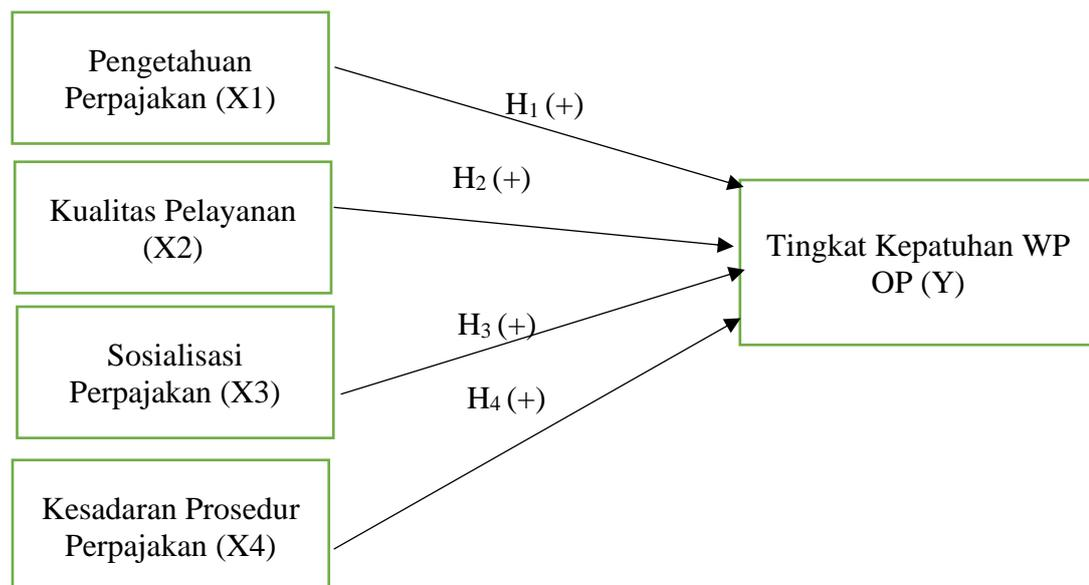 Pengetahuan
Perpajakan (X1)
H₁ (+)
Kualitas Pelayanan
(X2)
H₂ (+)
Tingkat Kepatuhan WP
OP (Y)
Sosialisasi
Perpajakan (X3)
H₃ (+)
H₄ (+)
Kesadaran Prosedur
Perpajakan (X4)